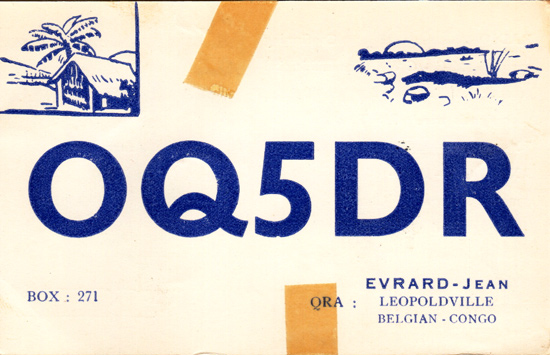 OQ5DR
BOX : 271
EVRARD-JEAN
QRA : LEOPOLDVILLE
BELGIAN - CONGO